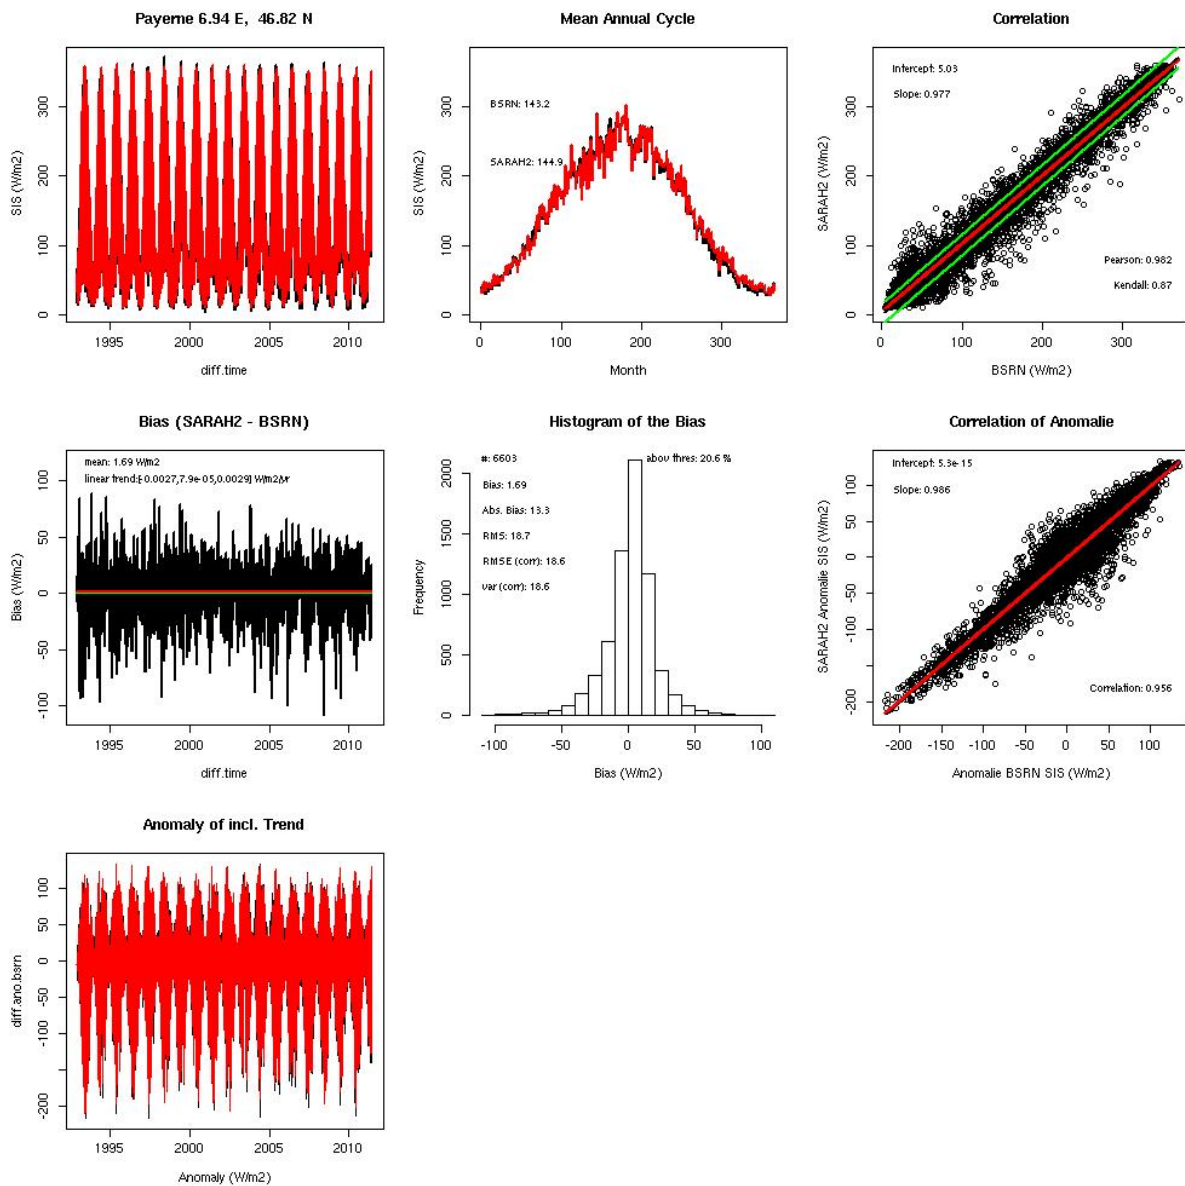 Payerne 6.94 E, 46.82 N
SIS (W/m2)
0 100 200 300
1995 2000 2005 2010
diff.time
Mean Annual Cycle
BSRN: 143.2
SARAH2: 144.9
SIS (W/m2)
0 100 200 300
0 100 200 300
Month
Correlation
Intercept: 5.03
Slope: 0.977
Pearson: 0.982
Kendall: 0.87
SARAH2 (W/m2)
0 100 200 300
0 100 200 300
BSRN (W/m2)
Bias (SARAH2 - BSRN)
mean: 1.69 W/m2
linear trend:[-0.0027,7.9e-05,0.0029] W/m2/yr
Bias (W/m2)
-100 -50 0 50 100
1995 2000 2005 2010
diff.time
Histogram of the Bias
#: 6603
abov thres: 20.6 %
Bias: 1.69
Abs. Bias: 13.3
RMS: 18.7
RMSE (corr): 18.6
var (corr): 18.6
Frequency
0 500 1000 1500 2000
-100 -50 0 50 100
Bias (W/m2)
Correlation of Anomalie
Intercept: 5.3e-15
Slope: 0.986
Correlation: 0.956
SARAH2 Anomalie SIS (W/m2)
-200 -100 -50 0 50 100
-200 -150 -100 -50 0 50 100
Anomalie BSRN SIS (W/m2)
Anomaly of incl. Trend
diff.ano.bsrn
-200 -100 -50 0 50 100
1995 2000 2005 2010
Anomaly (W/m2)